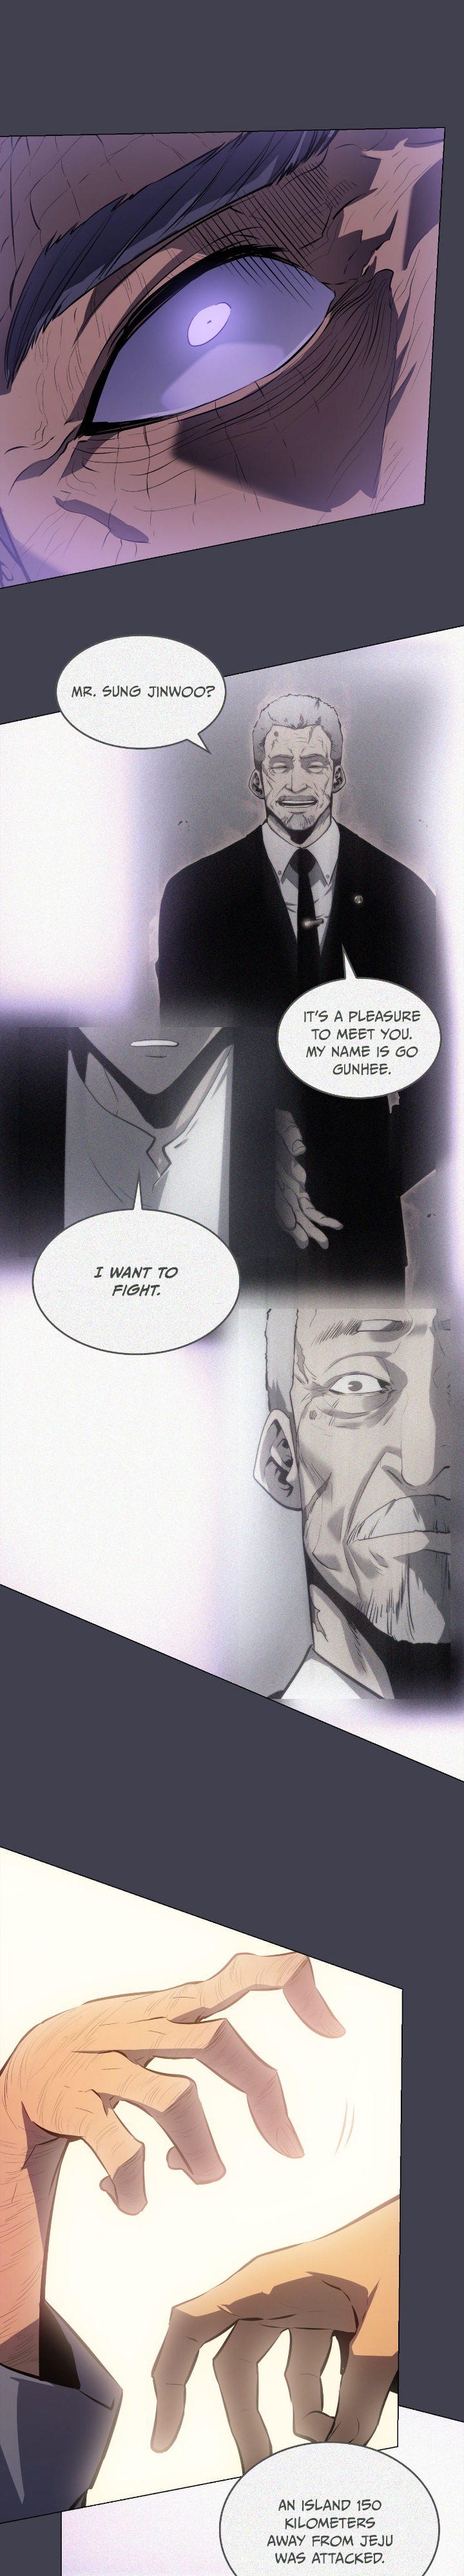 MR. SUNG JINWOO?
IT'S A PLEASURE
TO MEET YOU.
MY NAME IS GO
GUNHEE.
I WANT TO
FIGHT.
AN ISLAND 150
KILOMETERS
AWAY FROM JEJU
WAS ATTACKED.